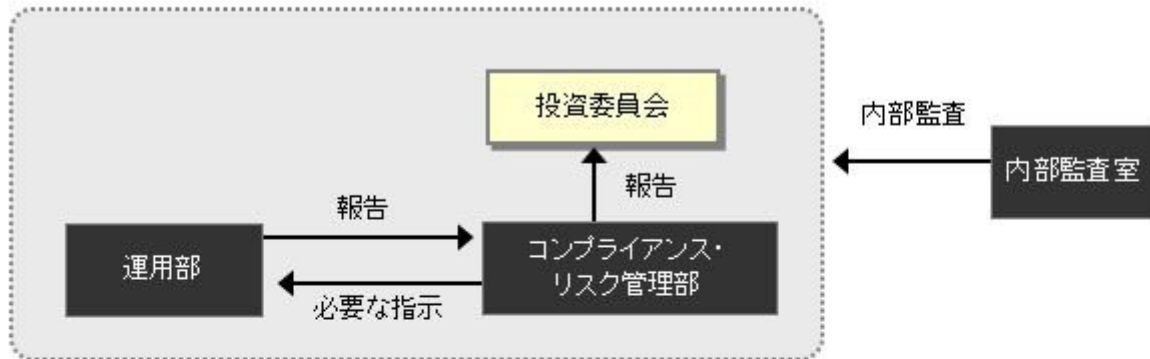 投資委員会
内部監査
内部監査室
報告
報告
運用部
コンプライアンス・
リスク管理部
必要な指示